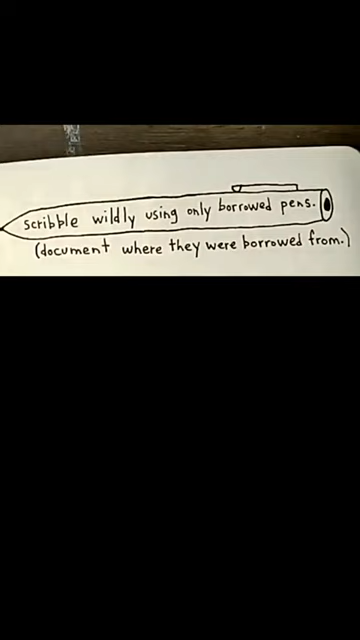 scribble wildly using only borrowed pens.
(document where they were borrowed from.)